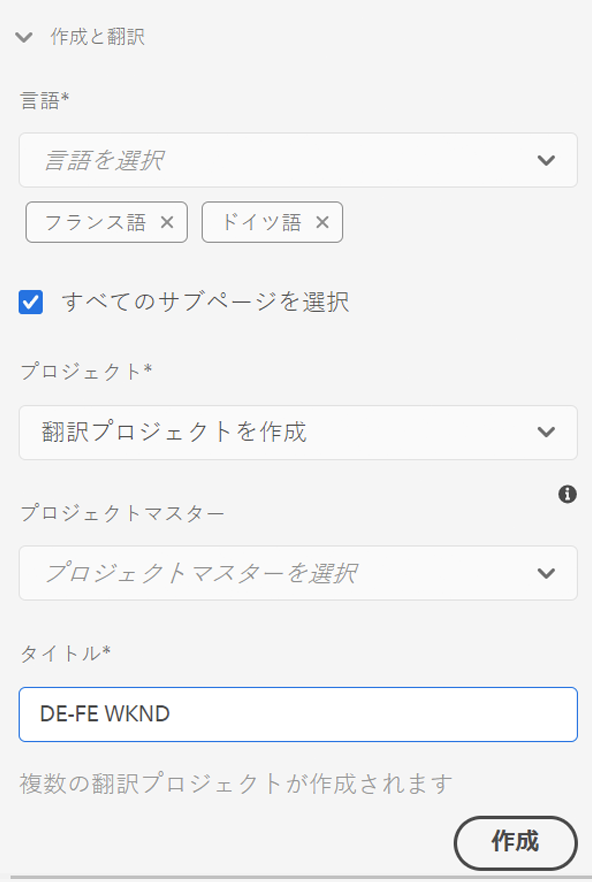 作成と翻訳
言語*
言語を選択
フランス語 ×
ドイツ語 ×
すべてのサブページを選択
プロジェクト*
翻訳プロジェクトを作成
プロジェクトマスター
プロジェクトマスターを選択
タイトル*
DE-FE WKND
複数の翻訳プロジェクトが作成されます
作成